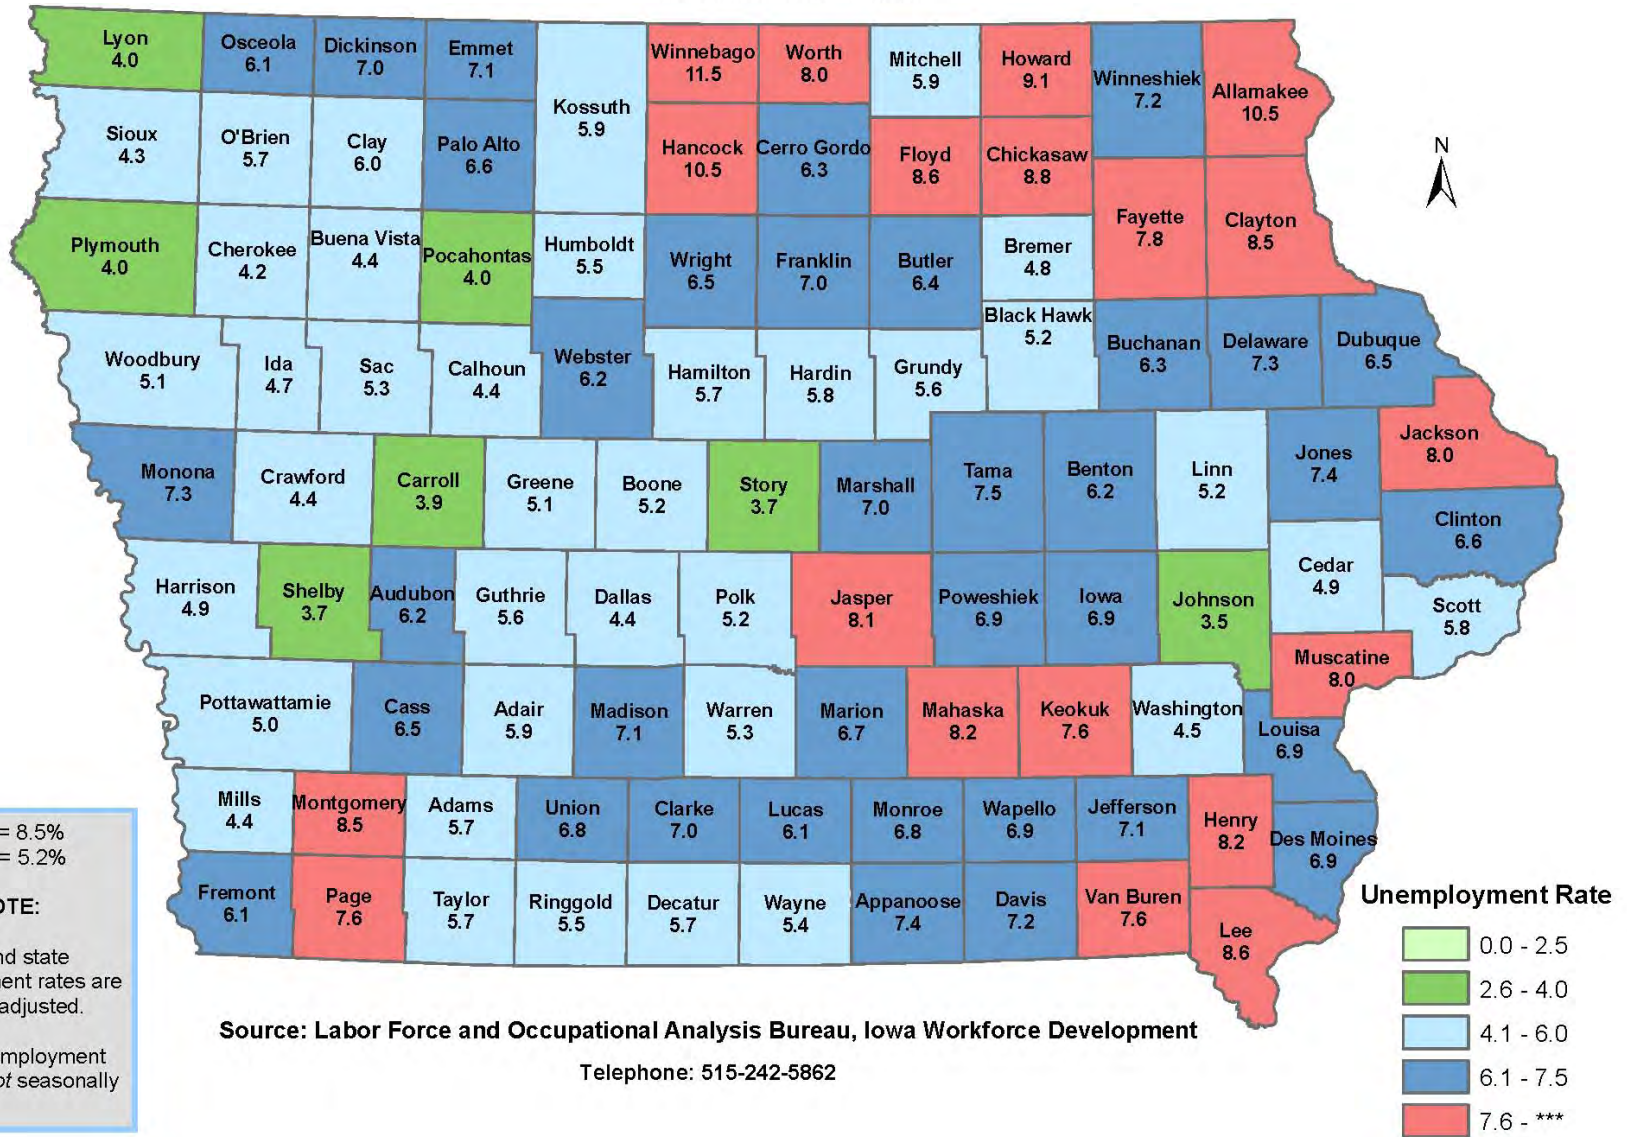 Lyon
4.0
Osceola
6.1
Dickinson
7.0
Emmet
7.1
Kossuth
5.9
Winnebago
11.5
Worth
8.0
Mitchell
5.9
Howard
9.1
Winneshiek
7.2
Allamakee
10.5
Sioux
4.3
O'Brien
5.7
Clay
6.0
Palo Alto
6.6
Hancock
10.5
Cerro Gordo
6.3
Floyd
8.6
Chickasaw
8.8
N
Plymouth
4.0
Cherokee
4.2
Buena Vista
4.4
Pocahontas
4.0
Humboldt
5.5
Wright
6.5
Franklin
7.0
Butler
6.4
Bremer
4.8
Fayette
7.8
Clayton
8.5
Woodbury
5.1
Ida
4.7
Sac
5.3
Calhoun
4.4
Webster
6.2
Hamilton
5.7
Hardin
5.8
Grundy
5.6
Black Hawk
5.2
Buchanan
6.3
Delaware
7.3
Dubuque
6.5
Monona
7.3
Crawford
4.4
Carroll
3.9
Greene
5.1
Boone
5.2
Story
3.7
Marshall
7.0
Tama
7.5
Benton
6.2
Linn
5.2
Jones
7.4
Jackson
8.0
Clinton
6.6
Harrison
4.9
Shelby
3.7
Audubon
6.2
Guthrie
5.6
Dallas
4.4
Polk
5.2
Jasper
8.1
Poweshiek
6.9
Iowa
6.9
Johnson
3.5
Cedar
4.9
Scott
5.8
Muscatine
8.0
Pottawattamie
5.0
Cass
6.5
Adair
5.9
Madison
7.1
Warren
5.3
Marion
6.7
Mahaska
8.2
Keokuk
7.6
Washington
4.5
Louisa
6.9
Mills
4.4
Montgomery
8.5
Adams
5.7
Union
6.8
Clarke
7.0
Lucas
6.1
Monroe
6.8
Wapello
6.9
Jefferson
7.1
Henry
8.2
Des Moines
6.9
Fremont
6.1
Page
7.6
Taylor
5.7
Ringgold
5.5
Decatur
5.7
Wayne
5.4
Appanoose
7.4
Davis
7.2
Van Buren
7.6
Lee
8.6
= 8.5%
= 5.2%
OTE:
nd state
ent rates are
adjusted.
mployment
ot seasonally
Source: Labor Force and Occupational Analysis Bureau, Iowa Workforce Development
Telephone: 515-242-5862
Unemployment Rate
0.0 - 2.5
2.6 - 4.0
4.1 - 6.0
6.1 - 7.5
7.6 - ***